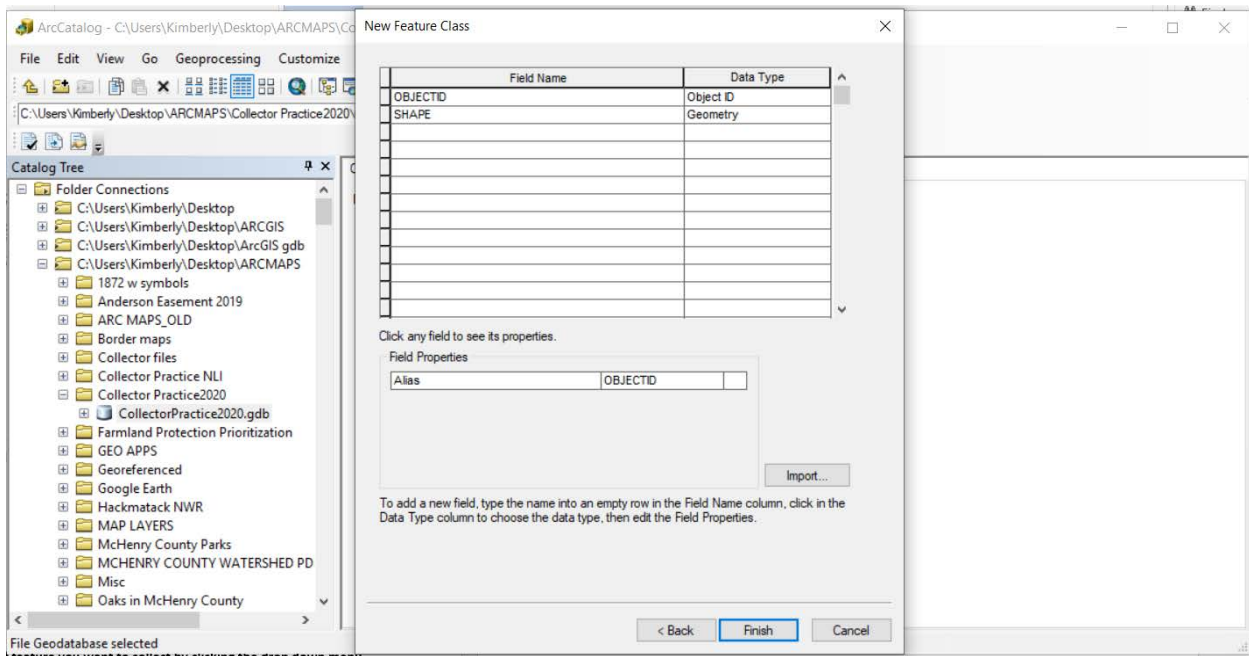 ArcCatalog - C:\Users\Kimberly\Desktop\ARCMAPS\Co
File Edit View Go Geoprocessing Customize
C:\Users\Kimberly\Desktop\ARCMAPS\Collector Practice2020\
Catalog Tree
Folder Connections
C:\Users\Kimberly\Desktop
C:\Users\Kimberly\Desktop\ARCGIS
C:\Users\Kimberly\Desktop\ArcGIS gdb
C:\Users\Kimberly\Desktop\ARCMAPS
1872 w symbols
Anderson Easement 2019
ARC MAPS_OLD
Border maps
Collector files
Collector Practice NLI
Collector Practice2020
CollectorPractice2020.gdb
Farmland Protection Prioritization
GEO APPS
Georeferenced
Google Earth
Hackmatack NWR
MAP LAYERS
McHenry County Parks
MCHENRY COUNTY WATERSHED PD
Misc
Oaks in McHenry County
File Geodatabase selected
New Feature Class
Field Name Data Type
OBJECTID Object ID
SHAPE Geometry
Click any field to see its properties.
Field Properties
Alias OBJECTID
Import...
To add a new field, type the name into an empty row in the Field Name column, click in the
Data Type column to choose the data type, then edit the Field Properties.
< Back Finish Cancel